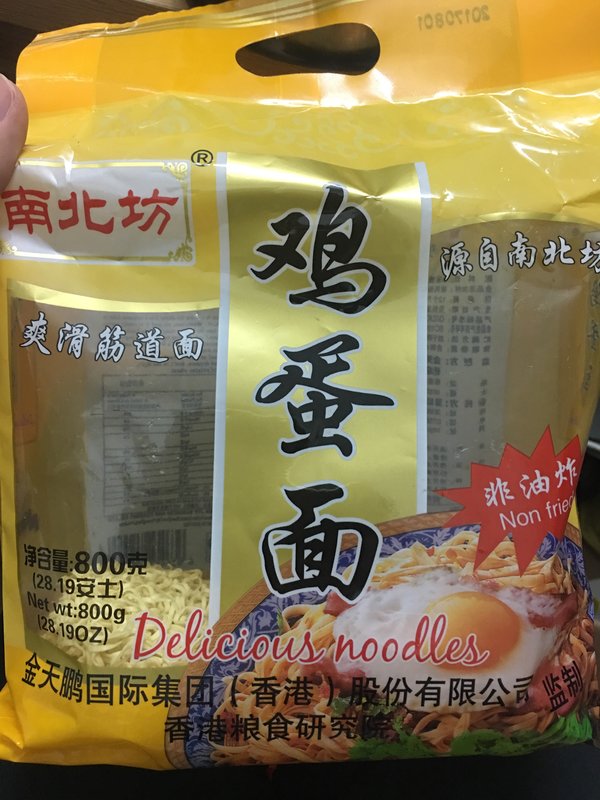 20170801
南北坊
®
鸡蛋面
源自南北坊
爽滑筋道面
非油炸
Non fried
净含量:800克
(28.19安士)
Net wt:800g
(28.19OZ)
Delicious noodles
金天鹏国际集团(香港)股份有限公司
香港粮食研究院
监制